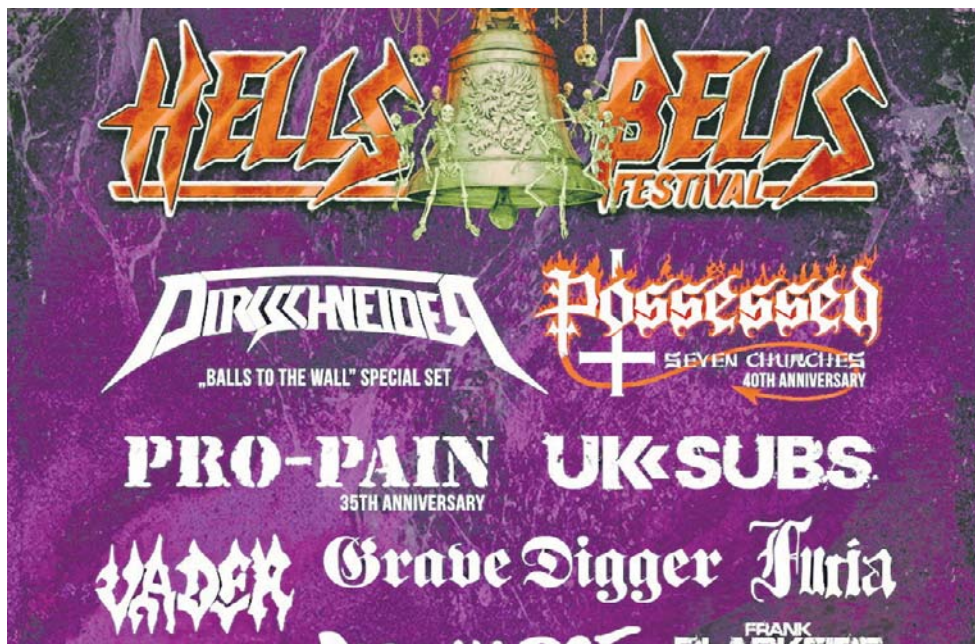 HELLS BELLS
FESTIVAL
DIRKSCHNEIDER
„BALLS TO THE WALL” SPECIAL SET
Possessed
SEVEN CHURCHES
40TH ANNIVERSARY
PRO-PAIN
35TH ANNIVERSARY
UK SUBS
VADER
Grave Digger
Furia
FRANK